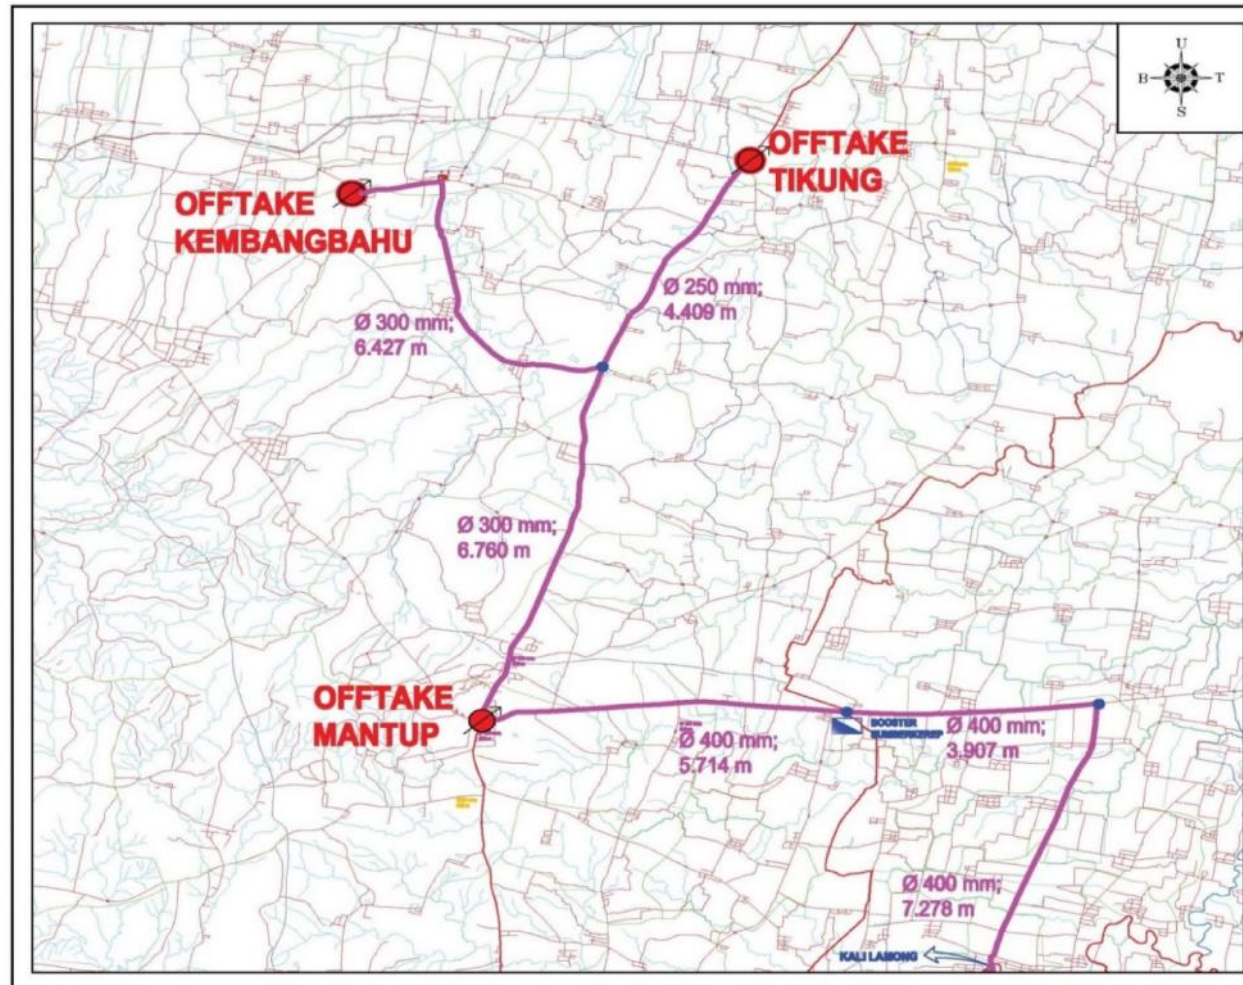 U
B T
S
OFFTAKE
TIKUNG
OFFTAKE
KEMBANGBAHU
Ø 250 mm;
4.409 m
Ø 300 mm;
6.427 m
Ø 300 mm;
6.760 m
OFFTAKE
MANTUP
BOOSTER
SUMBERKEREP
Ø 400 mm;
3.907 m
Ø 400 mm;
5.714 m
Ø 400 mm;
7.278 m
KALI LAMONG